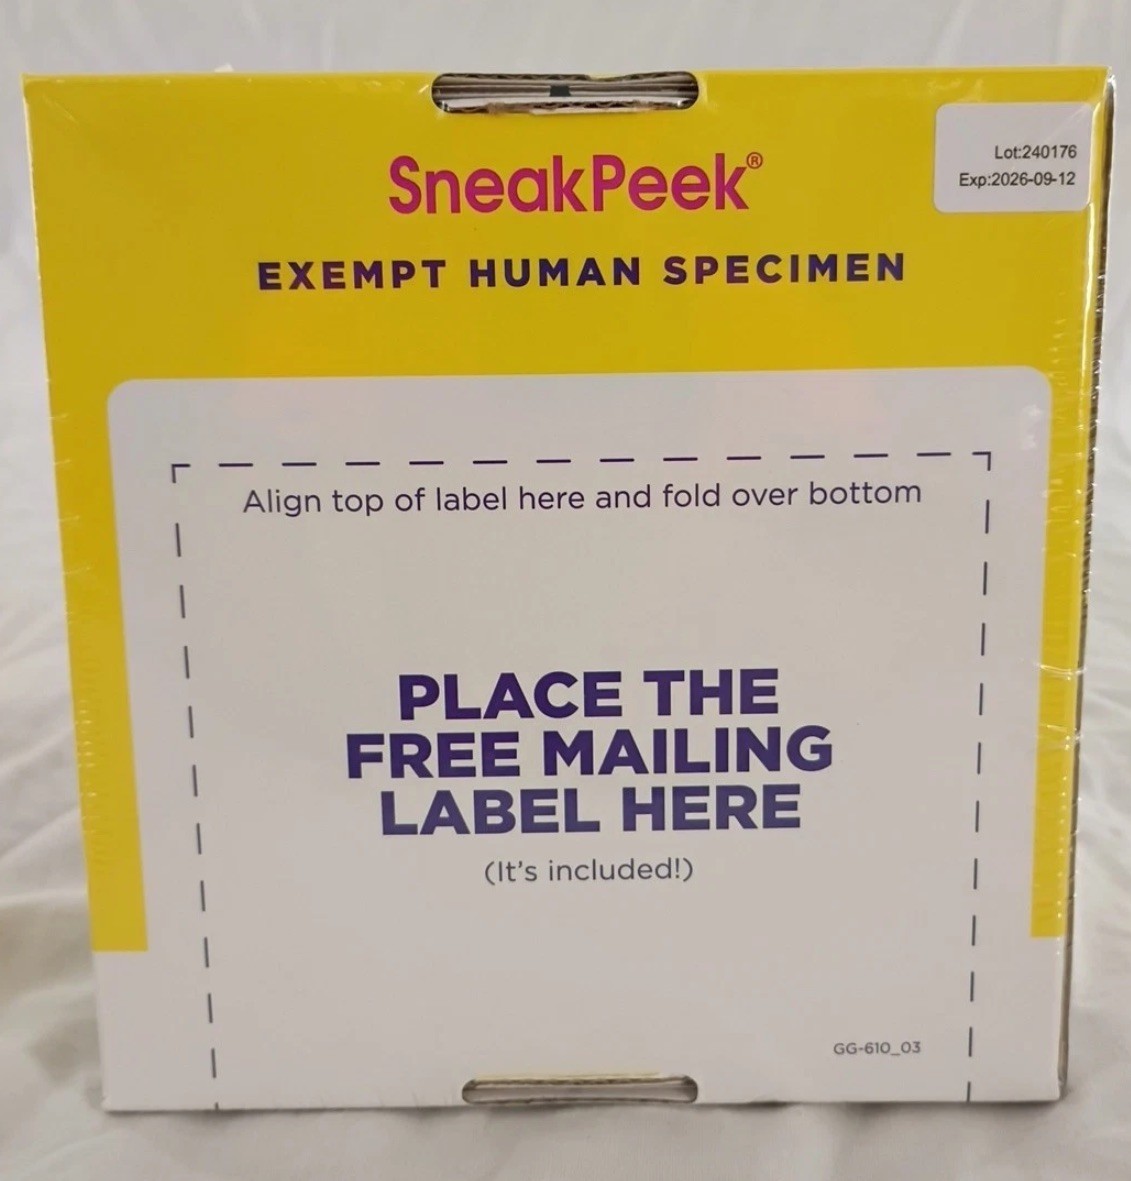 SneakPeek®
Lot:240176
Exp:2026-09-12
EXEMPT HUMAN SPECIMEN
Align top of label here and fold over bottom
PLACE THE
FREE MAILING
LABEL HERE
(It's included!)
GG-610_03